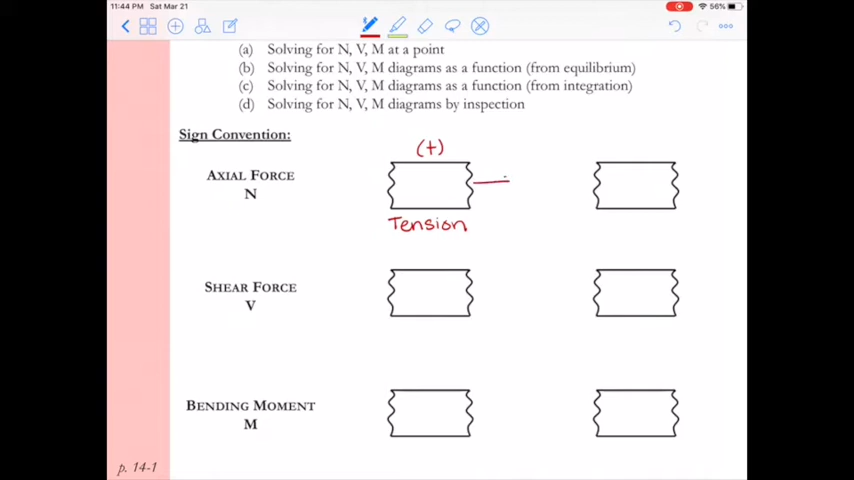 11:44 PM Sat Mar 21
56%
(a) Solving for N, V, M at a point
(b) Solving for N, V, M diagrams as a function (from equilibrium)
(c) Solving for N, V, M diagrams as a function (from integration)
(d) Solving for N, V, M diagrams by inspection
Sign Convention:
(+)
AXIAL FORCE
N
Tension
SHEAR FORCE
V
BENDING MOMENT
M
p. 14-1